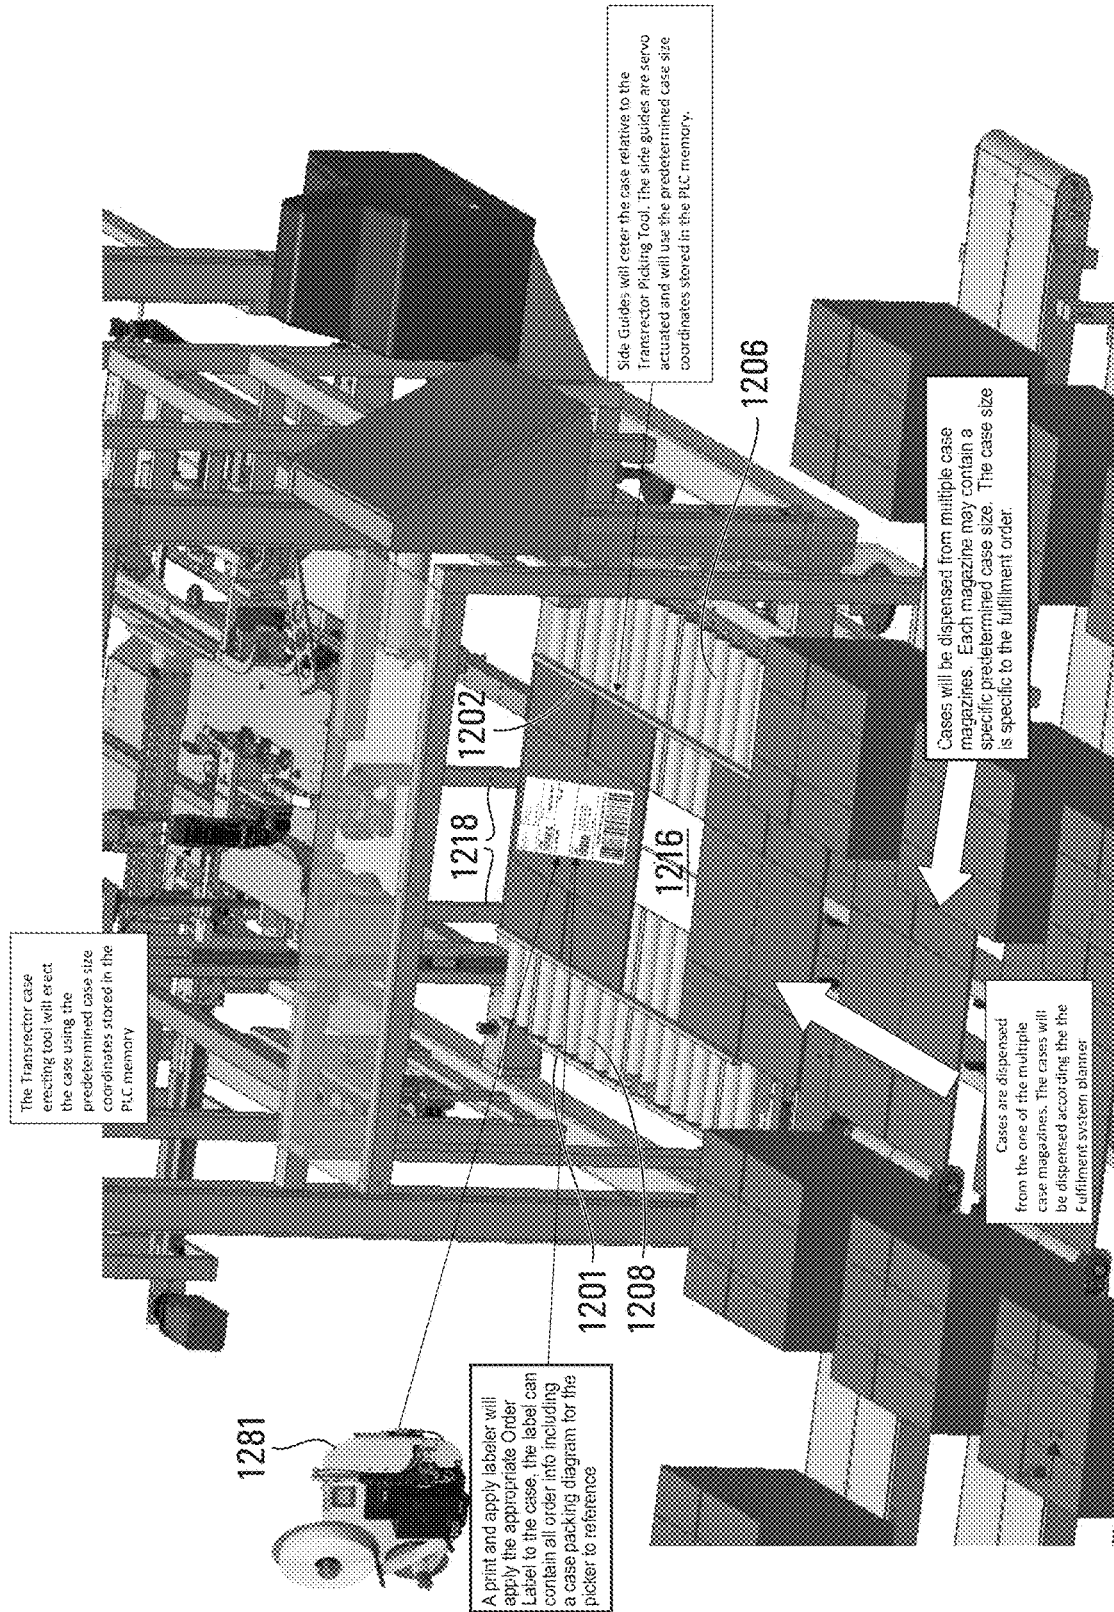 The Transrector case
erecting tool will erect
the case using the
predetermined case size
coordinates stored in the
PLC memory
Side Guides will ceter the case relative to the
Transrector Picking Tool. The side guides are servo
actuated and will use the predetermined case size
coordinates stored in the PLC memory.
1281
A print and apply labeler will
apply the appropriate Order
Label to the case, the label can
contain all order info including
a case packing diagram for the
picker to reference
1218
1202
1206
1216
1201
1208
Cases will be dispensed from multiple case
magazines. Each magazine may contain a
specific predetermined case size. The case size
is specific to the fulfillment order.
Cases are dispensed
from the one of the multiple
case magazines. The cases will
be dispensed according the the
Fulfilment system planner